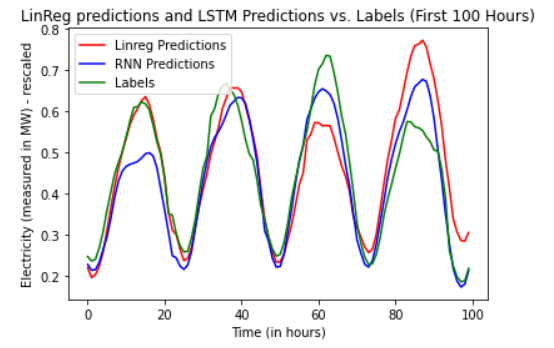 LinReg predictions and LSTM Predictions vs. Labels (First 100 Hours)
Linreg Predictions
RNN Predictions
Labels
Electricity (measured in MW) - rescaled
0.8
0.7
0.6
0.5
0.4
0.3
0.2
0 20 40 60 80 100
Time (in hours)